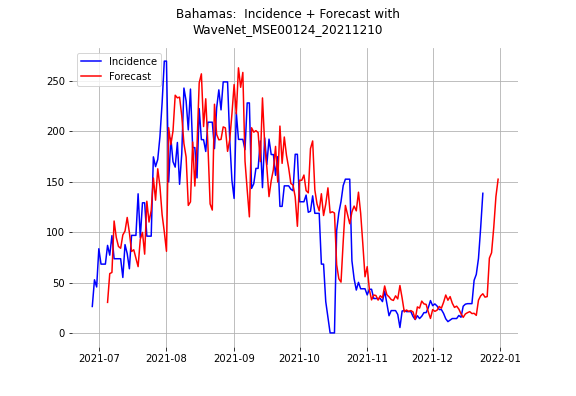 Bahamas:  Incidence + Forecast with
WaveNet_MSE00124_20211210
Incidence
Forecast
250
200
150
100
50
0
2021-07 2021-08 2021-09 2021-10 2021-11 2021-12 2022-01